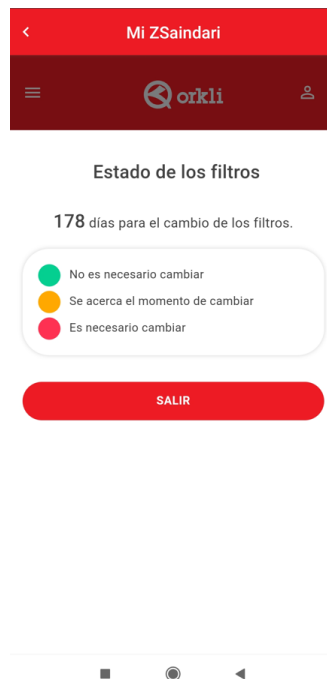 Mi ZSaindari
orkli
Estado de los filtros
178 días para el cambio de los filtros.
No es necesario cambiar
Se acerca el momento de cambiar
Es necesario cambiar
SALIR